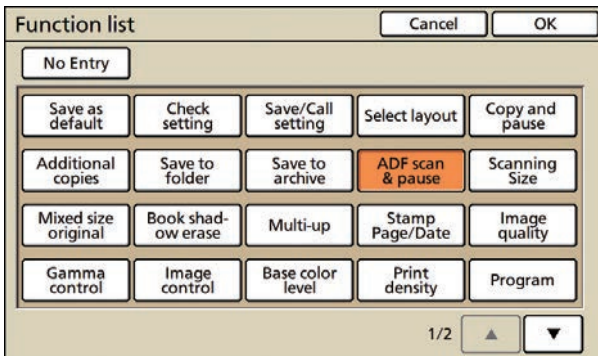 Function list Cancel OK
No Entry
Save as default Check setting Save/Call setting Select layout Copy and pause
Additional copies Save to folder Save to archive ADF scan & pause Scanning Size
Mixed size original Book shad-ow erase Multi-up Stamp Page/Date Image quality
Gamma control Image control Base color level Print density Program
1/2